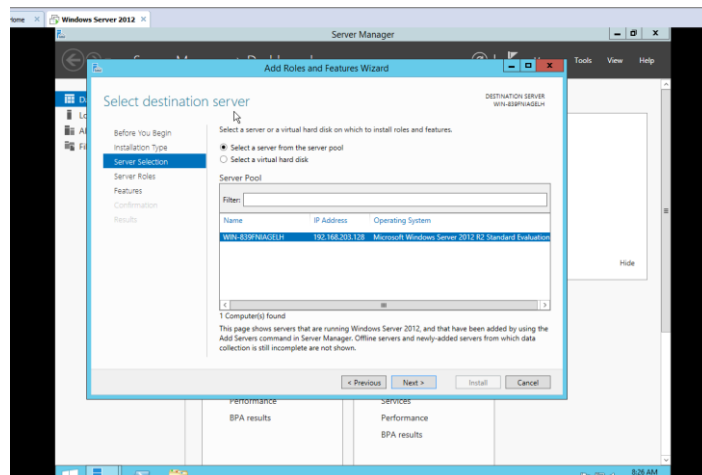 Home
Windows Server 2012
Server Manager
Tools View Help
Add Roles and Features Wizard
Select destination server
DESTINATION SERVER
WIN-839FNIAGELH
Before You Begin
Installation Type
Server Selection
Server Roles
Features
Confirmation
Results
Select a server or a virtual hard disk on which to install roles and features.
Select a server from the server pool
Select a virtual hard disk
Server Pool
Filter:
Name IP Address Operating System
WIN-839FNIAGELH 192.168.203.128 Microsoft Windows Server 2012 R2 Standard Evaluation
1 Computer(s) found
This page shows servers that are running Windows Server 2012, and that have been added by using the
Add Servers command in Server Manager. Offline servers and newly-added servers from which data
collection is still incomplete are not shown.
< Previous Next > Install Cancel
Hide
Performance
BPA results
Services
Performance
BPA results
8:26 AM